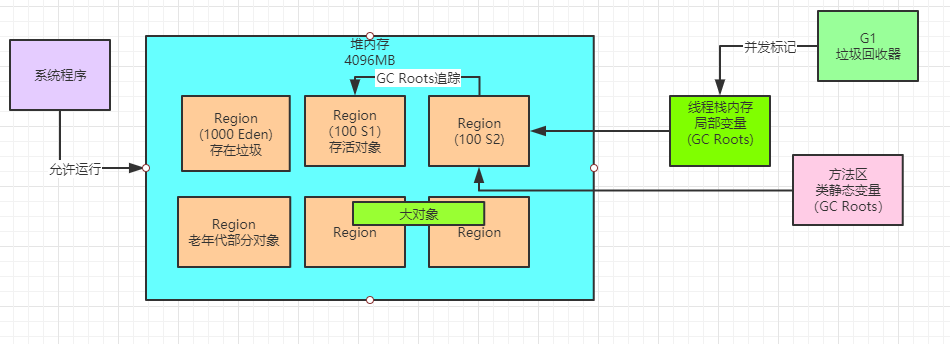 系统程序
允许运行
堆内存
4096MB
GC Roots追踪
Region
(1000 Eden)
存在垃圾
Region
(100 S1)
存活对象
Region
(100 S2)
Region
老年代部分对象
大对象
Region
Region
并发标记
G1
垃圾回收器
线程栈内存
局部变量
(GC Roots)
方法区
类静态变量
(GC Roots)